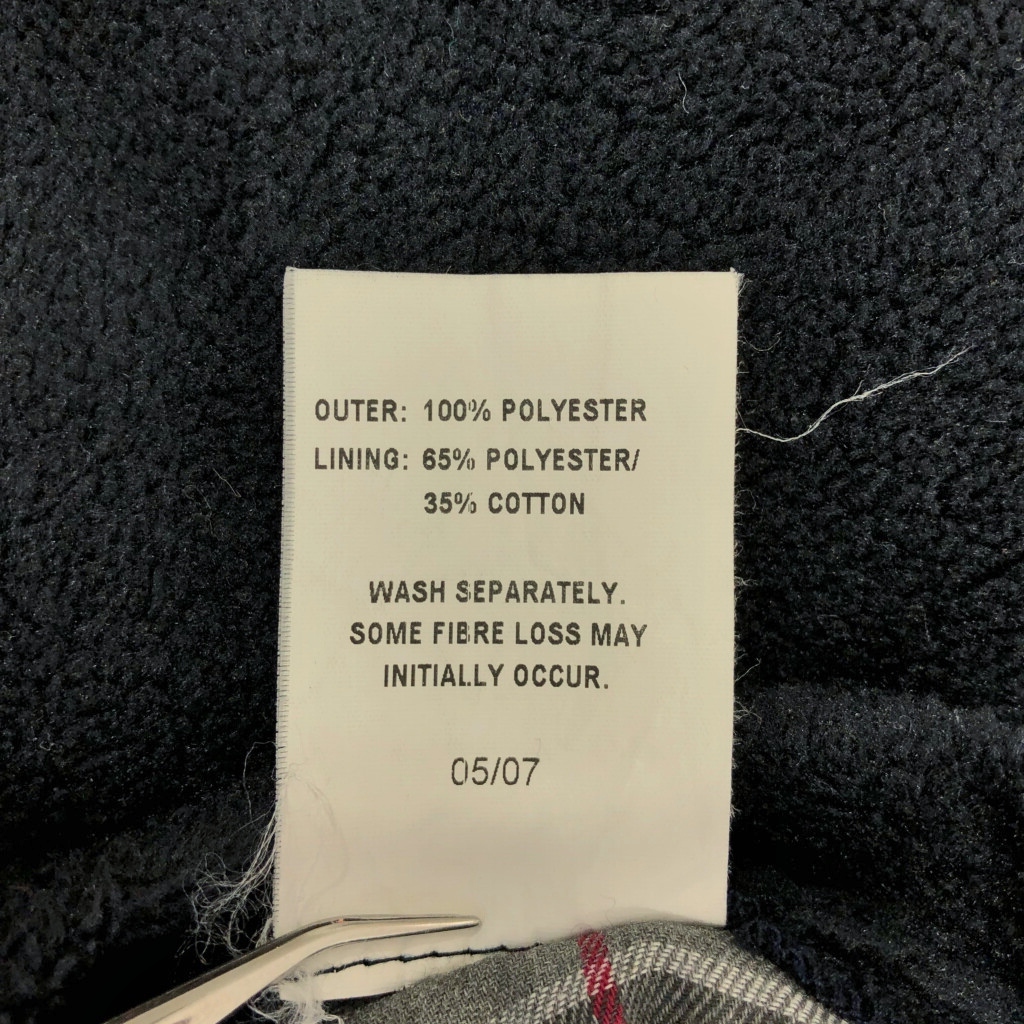 OUTER: 100% POLYESTER
LINING: 65% POLYESTER/
35% COTTON
WASH SEPARATELY.
SOME FIBRE LOSS MAY
INITIALLY OCCUR.
05/07